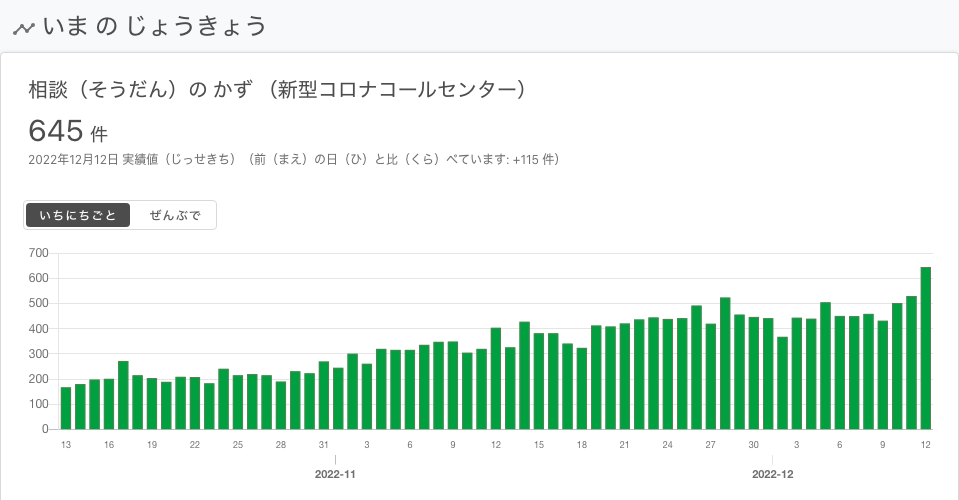 いま の じょうきょう
相談（そうだん）の かず （新型コロナコールセンター）
645 件
2022年12月12日 実績値（じっせきち）（前（まえ）の日（ひ）と比（くら）べています: +115 件）
いちにちごと ぜんぶで
700
600
500
400
300
200
100
0
13 16 19 22 25 28 31 3 6 9 12 15 18 21 24 27 30 3 6 9 12
2022-11 2022-12